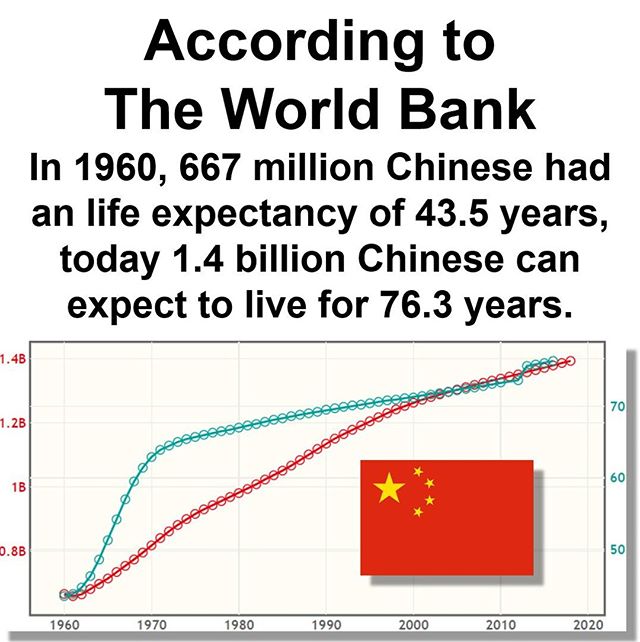 According to
The World Bank
In 1960, 667 million Chinese had
an life expectancy of 43.5 years,
today 1.4 billion Chinese can
expect to live for 76.3 years.
1.4B
1.2B
70
1B
60
0.8B
50
1960 1970 1980 1990 2000 2010 2020